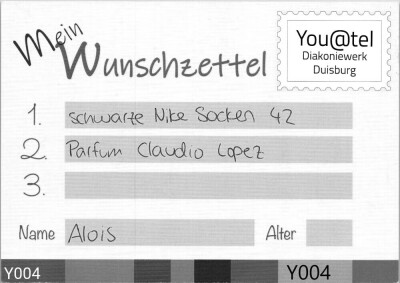 Mein
Wunschzettel
You@tel
Diakoniewerk
Duisburg
1. schwarze Nike Socken 42
2. Parfum Claudio Lopez
3.
Name Alois Alter
Y004 Y004